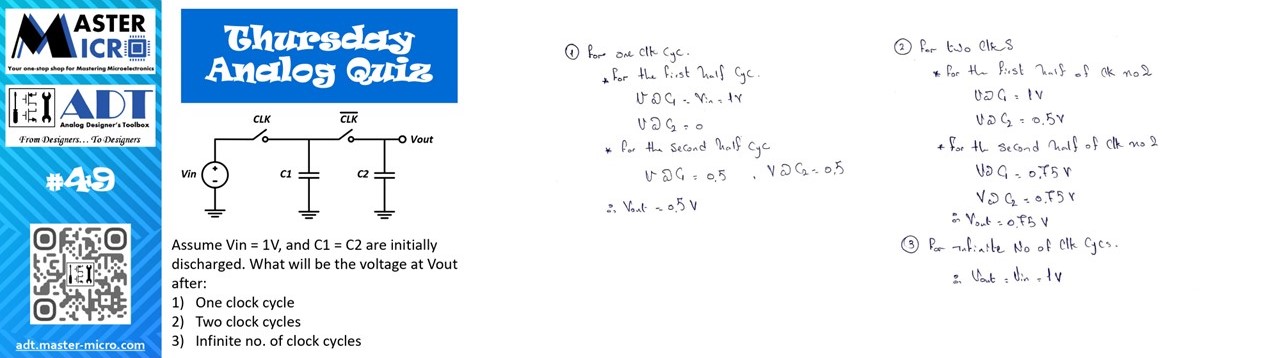 MASTER
MICRO
Your one-stop shop for Mastering Microelectronics
ADT
Analog Designer's Toolbox
From Designers... To Designers
#49
adt.master-micro.com
Thursday
Analog Quiz
CLK
CLK
Vout
Vin
C1
C2
Assume Vin = 1V, and C1 = C2 are initially
discharged. What will be the voltage at Vout
after:
1) One clock cycle
2) Two clock cycles
3) Infinite no. of clock cycles
① For one clk cyc.
* For the first half cyc.
V@C1 = Vin = 1V
V@C2 = 0
* For the second half cyc
V@C1 = 0.5 , V@C2 = 0.5
∴ Vout = 0.5 V
② For two clks
* For the first half of clk no 2
V@C1 = 1V
V@C2 = 0.5V
* For the second half of clk no 2
V@C1 = 0.75V
V@C2 = 0.75V
∴ Vout = 0.75V
③ For infinite No of clk cycs.
∴ Vout = Vin = 1V